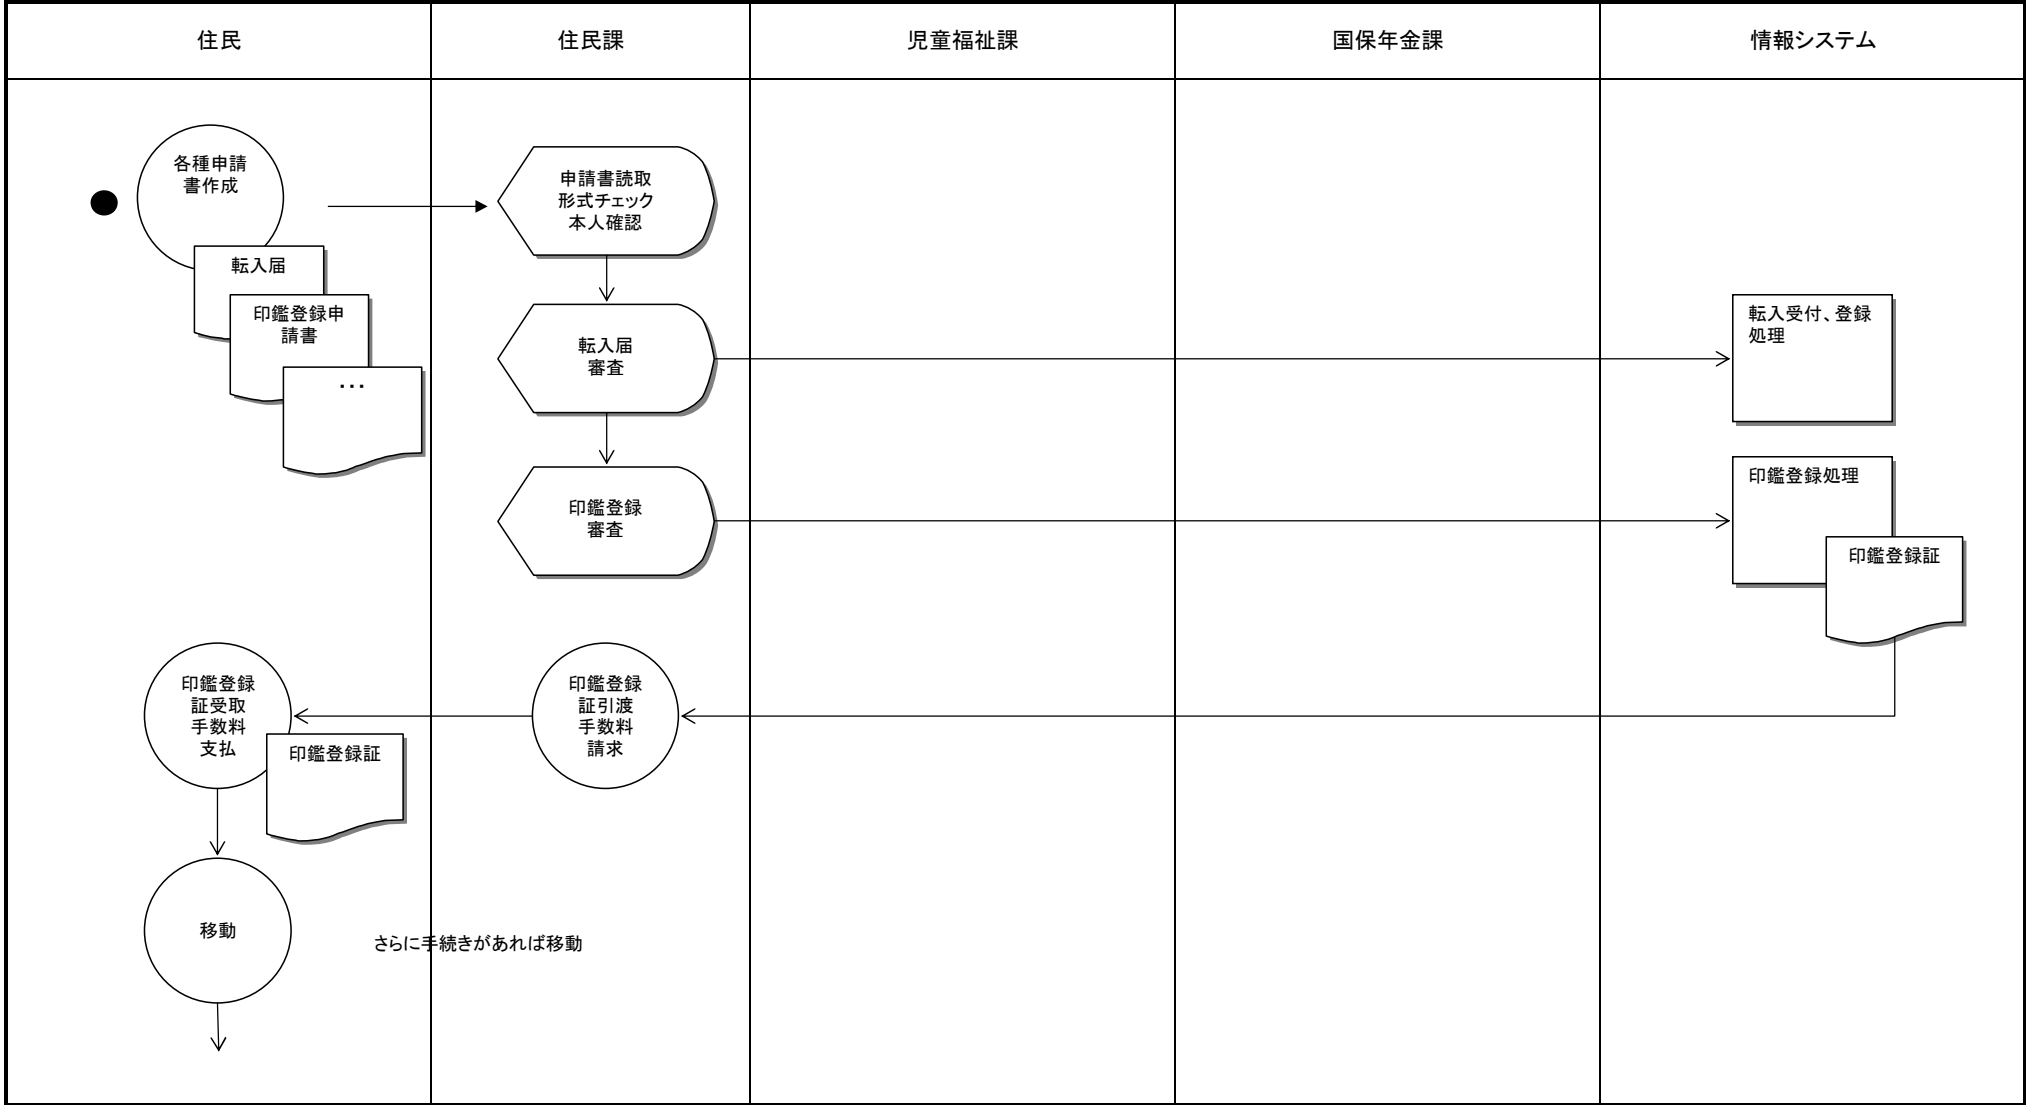 住民
住民課
児童福祉課
国保年金課
情報システム
各種申請
書作成
転入届
印鑑登録申
請書
・・・
申請書読取
形式チェック
本人確認
転入届
審査
転入受付、登録
処理
印鑑登録
審査
印鑑登録処理
印鑑登録証
印鑑登録
証引渡
手数料
請求
印鑑登録
証受取
手数料
支払
印鑑登録証
移動
さらに手続きがあれば移動